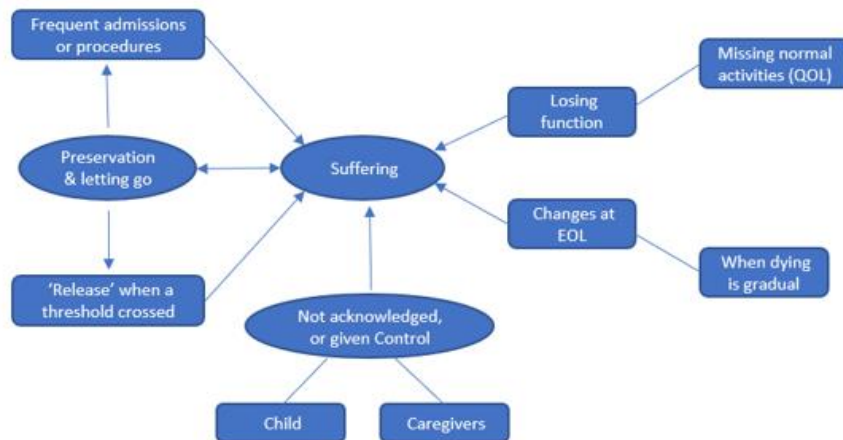 Frequent admissions
or procedures
Missing normal
activities (QOL)
Losing
function
Preservation
& letting go
Suffering
Changes at
EOL
When dying
is gradual
‘Release’ when a
threshold crossed
Not acknowledged,
or given Control
Child
Caregivers